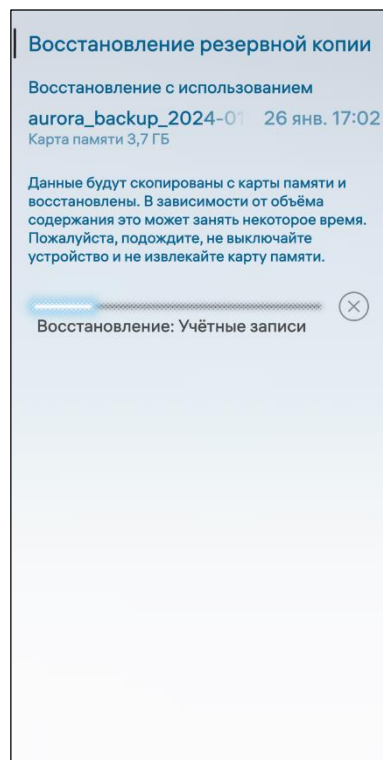 Восстановление резервной копии
Восстановление с использованием
aurora_backup_2024-01 26 янв. 17:02
Карта памяти 3,7 ГБ
Данные будут скопированы с карты памяти и
восстановлены. В зависимости от объёма
содержания это может занять некоторое время.
Пожалуйста, подождите, не выключайте
устройство и не извлекайте карту памяти.
Восстановление: Учётные записи